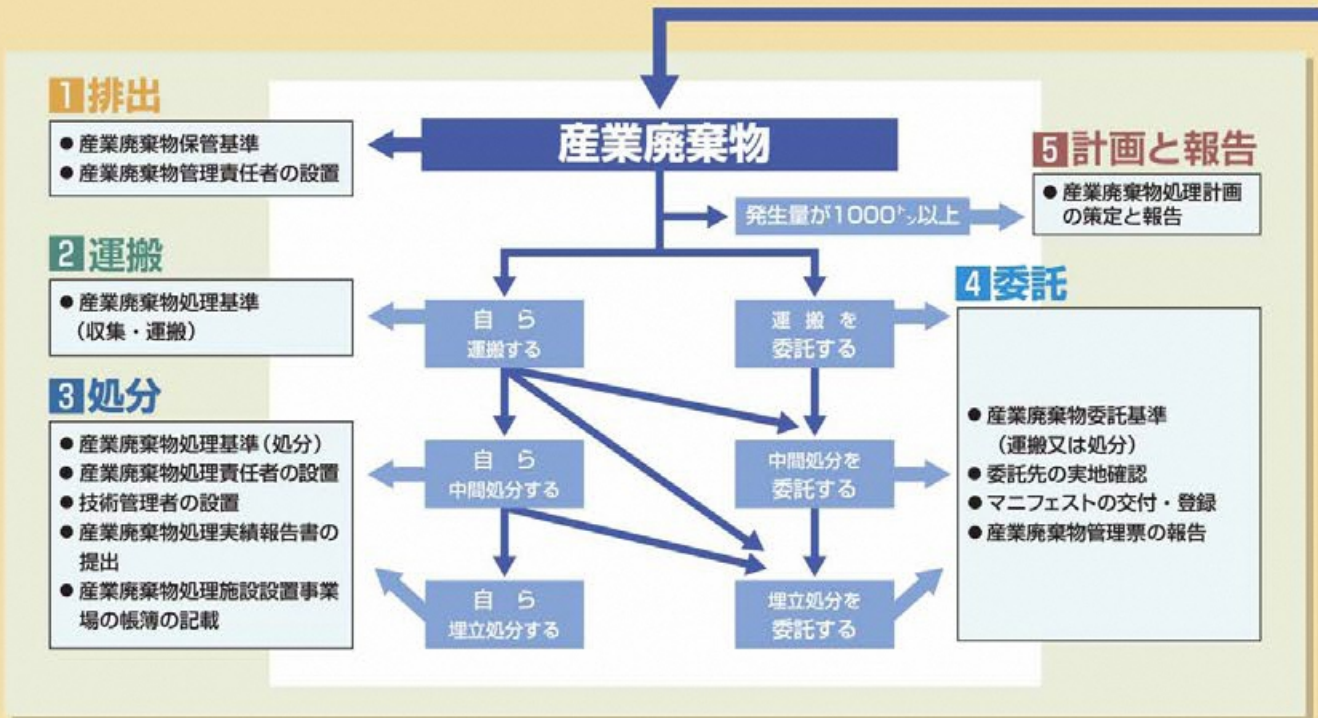 産業廃棄物
1 排出
● 産業廃棄物保管基準
● 産業廃棄物管理責任者の設置
発生量が1000㌧以上
5 計画と報告
● 産業廃棄物処理計画
の策定と報告
2 運搬
● 産業廃棄物処理基準
(収集・運搬)
自ら
運搬する
運搬を
委託する
4 委託
● 産業廃棄物委託基準
(運搬又は処分)
● 委託先の実地確認
● マニフェストの交付・登録
● 産業廃棄物管理票の報告
3 処分
● 産業廃棄物処理基準(処分)
● 産業廃棄物処理責任者の設置
● 技術管理者の設置
● 産業廃棄物処理実績報告書の
提出
● 産業廃棄物処理施設設置事業
場の帳簿の記載
自ら
中間処分する
中間処分を
委託する
自ら
埋立処分する
埋立処分を
委託する